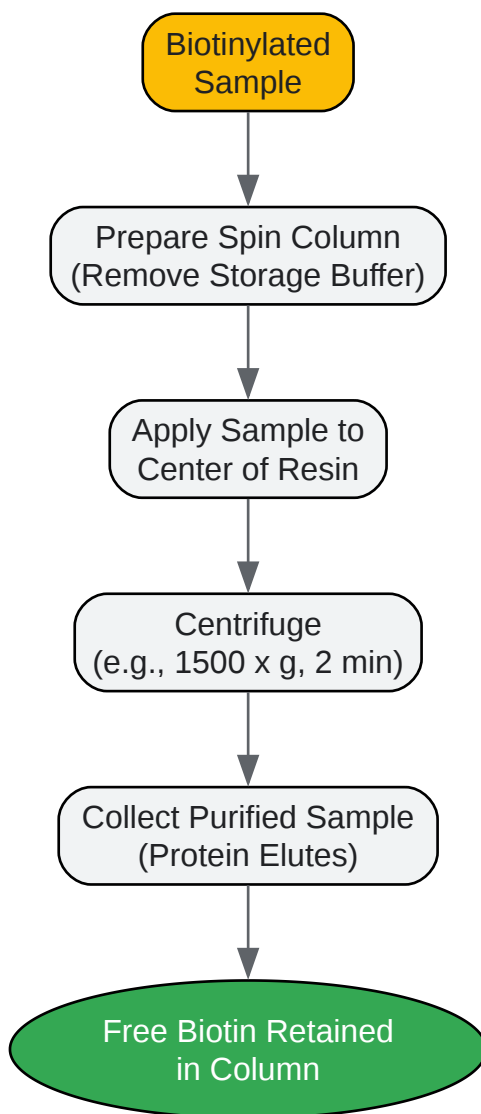 Biotinylated
Sample
Prepare Spin Column
(Remove Storage Buffer)
Apply Sample to
Center of Resin
Centrifuge
(e.g., 1500 x g, 2 min)
Collect Purified Sample
(Protein Elutes)
Free Biotin Retained
in Column